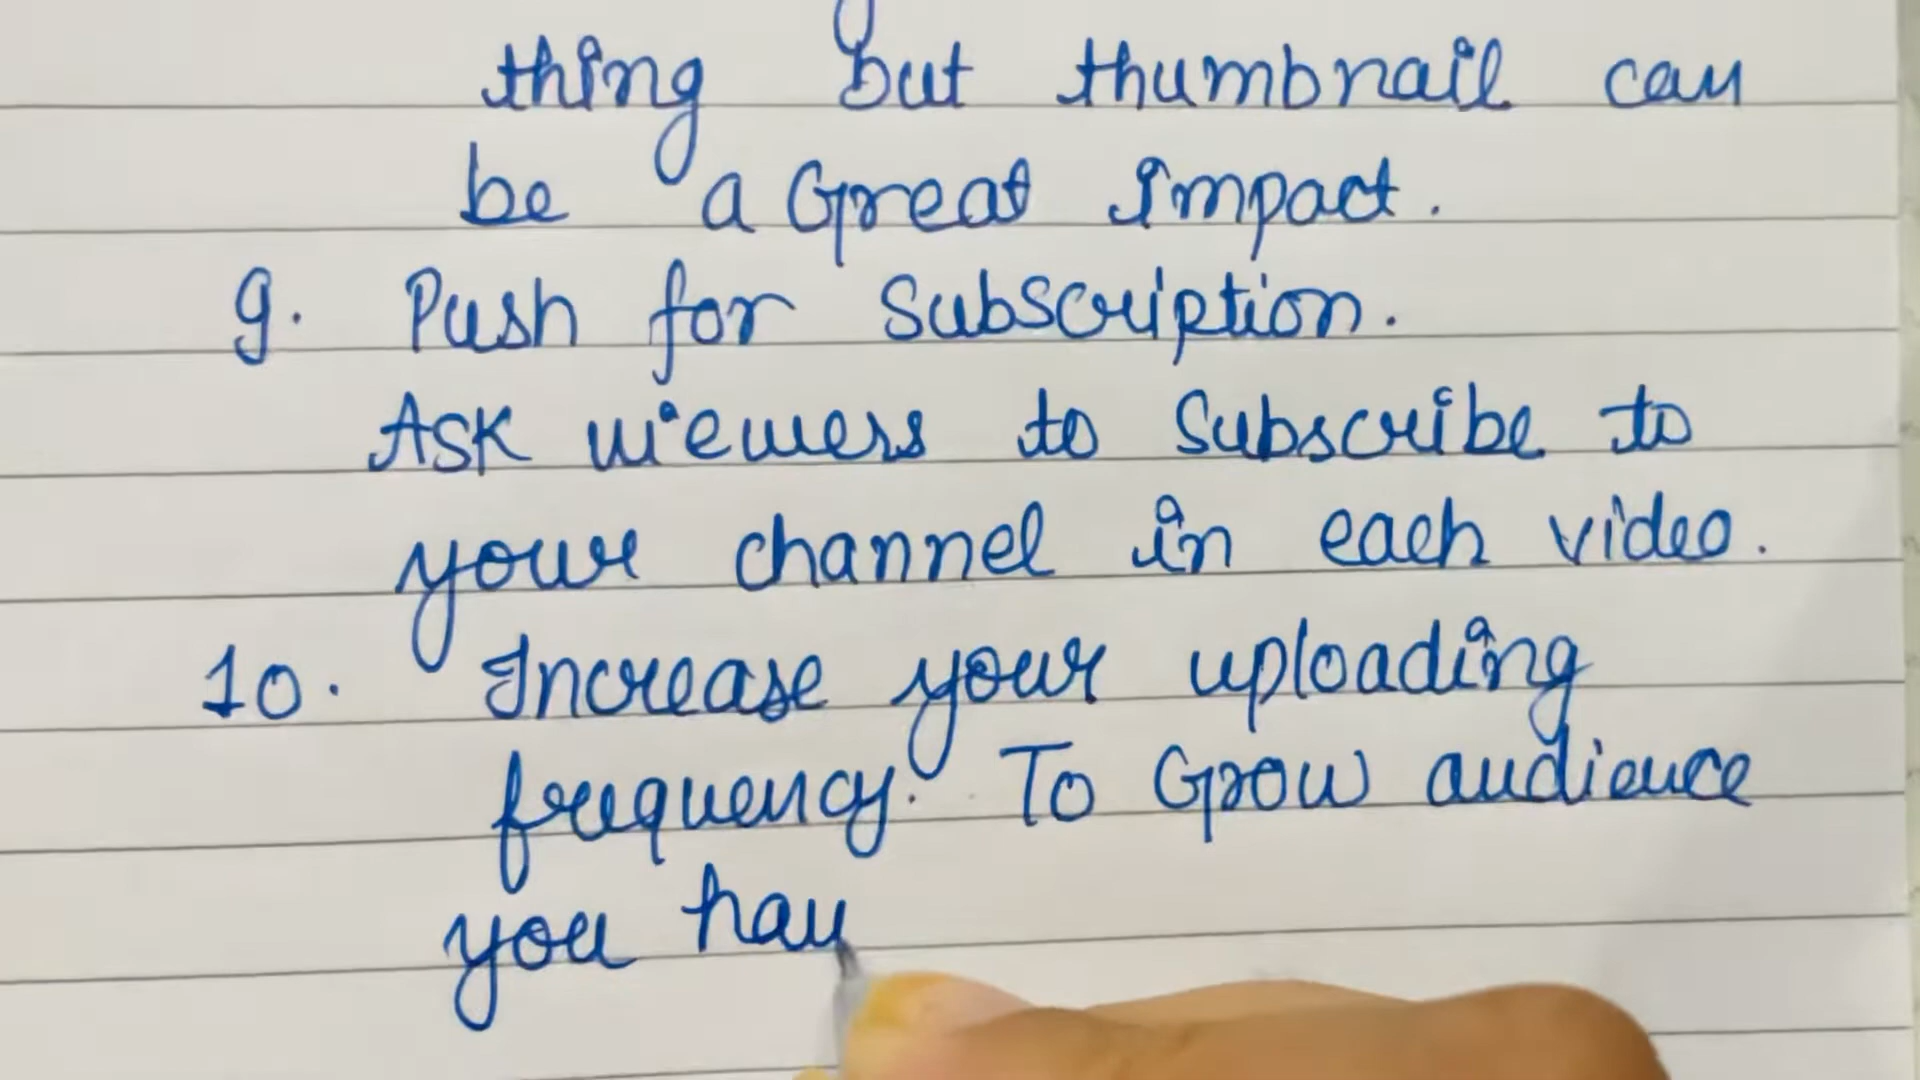 thing but thumbnail can
be a Great impact.
9. Push for Subscription.
Ask viewers to Subscribe to
your channel in each video.
10. Increase your uploading
frequency. To Grow audience
you hav